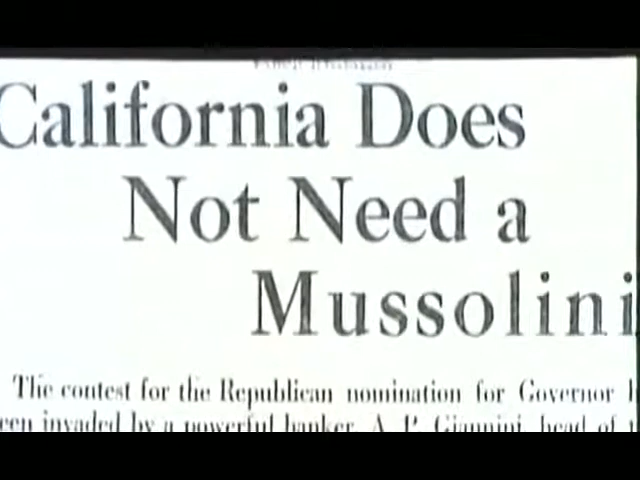 California Does
Not Need a
Mussolini
The contest for the Republican nomination for Governor
een invaded by a powerful banker, A. P. Giannini, head of